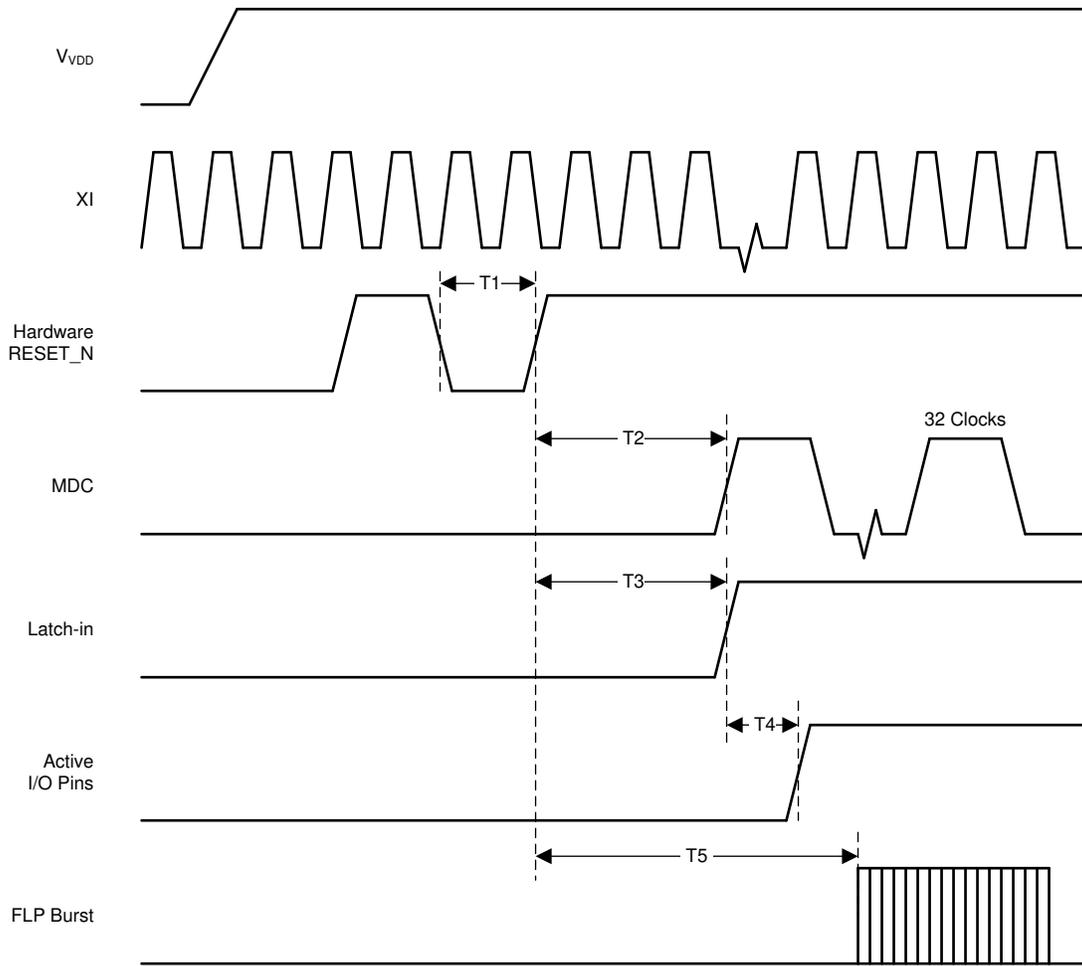 VVDD
XI
T1
Hardware
RESET_N
32 Clocks
T2
MDC
T3
Latch-in
T4
Active
I/O Pins
T5
FLP Burst